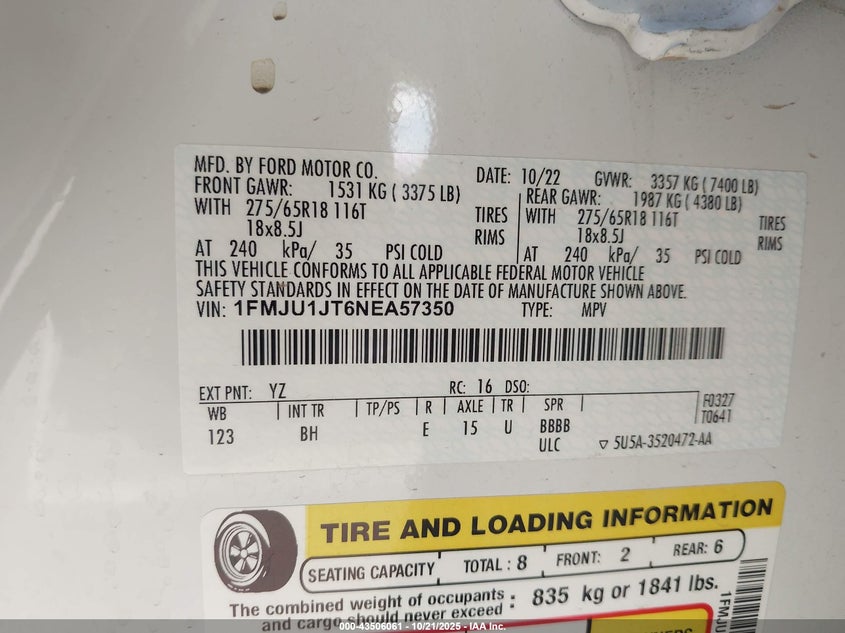 MFD. BY FORD MOTOR CO. DATE: 10/22 GVWR: 3357 KG ( 7400 LB)
FRONT GAWR: 1531 KG ( 3375 LB) REAR GAWR: 1987 KG ( 4380 LB)
WITH 275/65R18 116T TIRES WITH 275/65R18 116T TIRES
18x8.5J RIMS 18x8.5J RIMS
AT 240 kPa/ 35 PSI COLD AT 240 kPa/ 35 PSI COLD
THIS VEHICLE CONFORMS TO ALL APPLICABLE FEDERAL MOTOR VEHICLE
SAFETY STANDARDS IN EFFECT ON THE DATE OF MANUFACTURE SHOWN ABOVE.
VIN: 1FMJU1JT6NEA57350 TYPE: MPV
EXT PNT: YZ RC: 16 DSO: F0327
WB INT TR TP/PS R AXLE TR SPR T0641
123 BH E 15 U BBBB
ULC 5U5A-3520472-AA
TIRE AND LOADING INFORMATION
SEATING CAPACITY TOTAL : 8 FRONT: 2 REAR: 6
The combined weight of occupants
and cargo should never exceed : 835 kg or 1841 lbs.
1FMJU
000-43506061 - 10/21/2025 - IAA Inc.